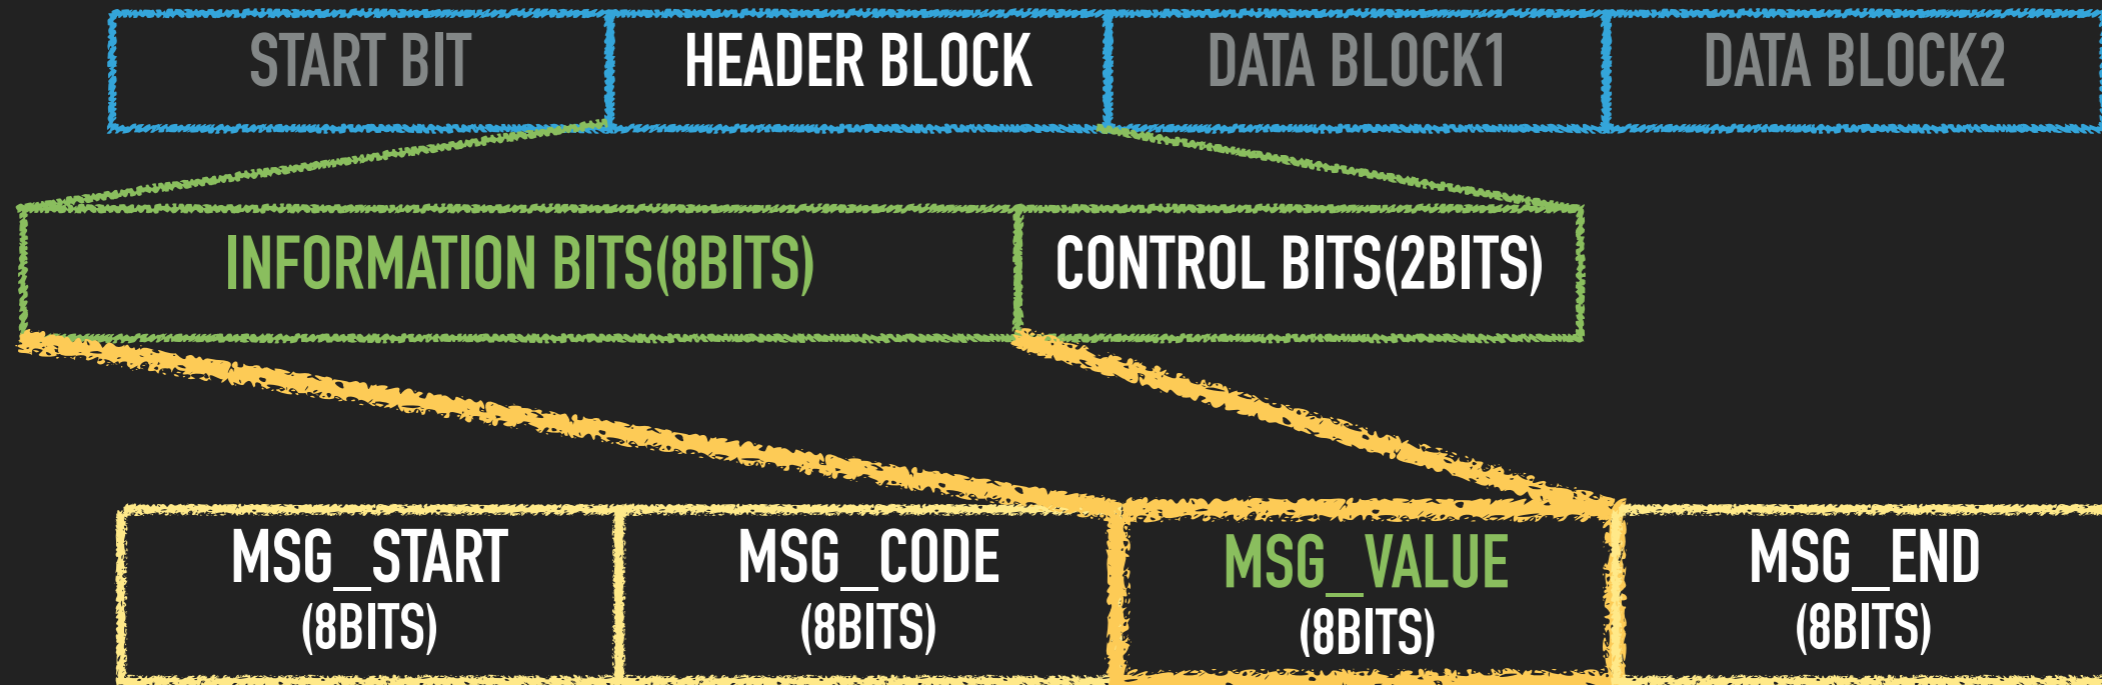 START BIT HEADER BLOCK DATA BLOCK1 DATA BLOCK2
INFORMATION BITS(8BITS) CONTROL BITS(2BITS)
MSG_START MSG_CODE MSG_VALUE MSG_END
(8BITS) (8BITS) (8BITS) (8BITS)